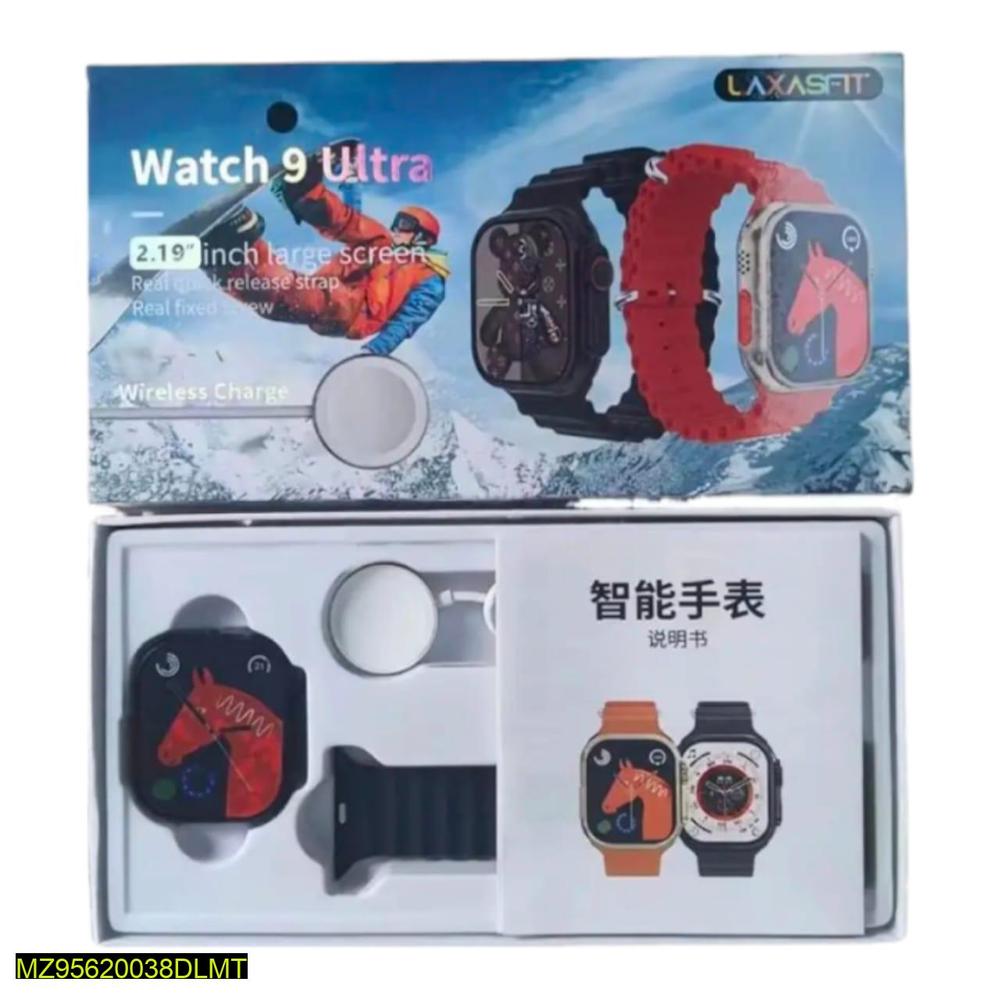 LAXASFIT
Watch 9 Ultra
2.19" inch large screen
Real quick release strap
Real fixed screw
Wireless Charge
智能手表
说明书
21
MZ95620038DLMT